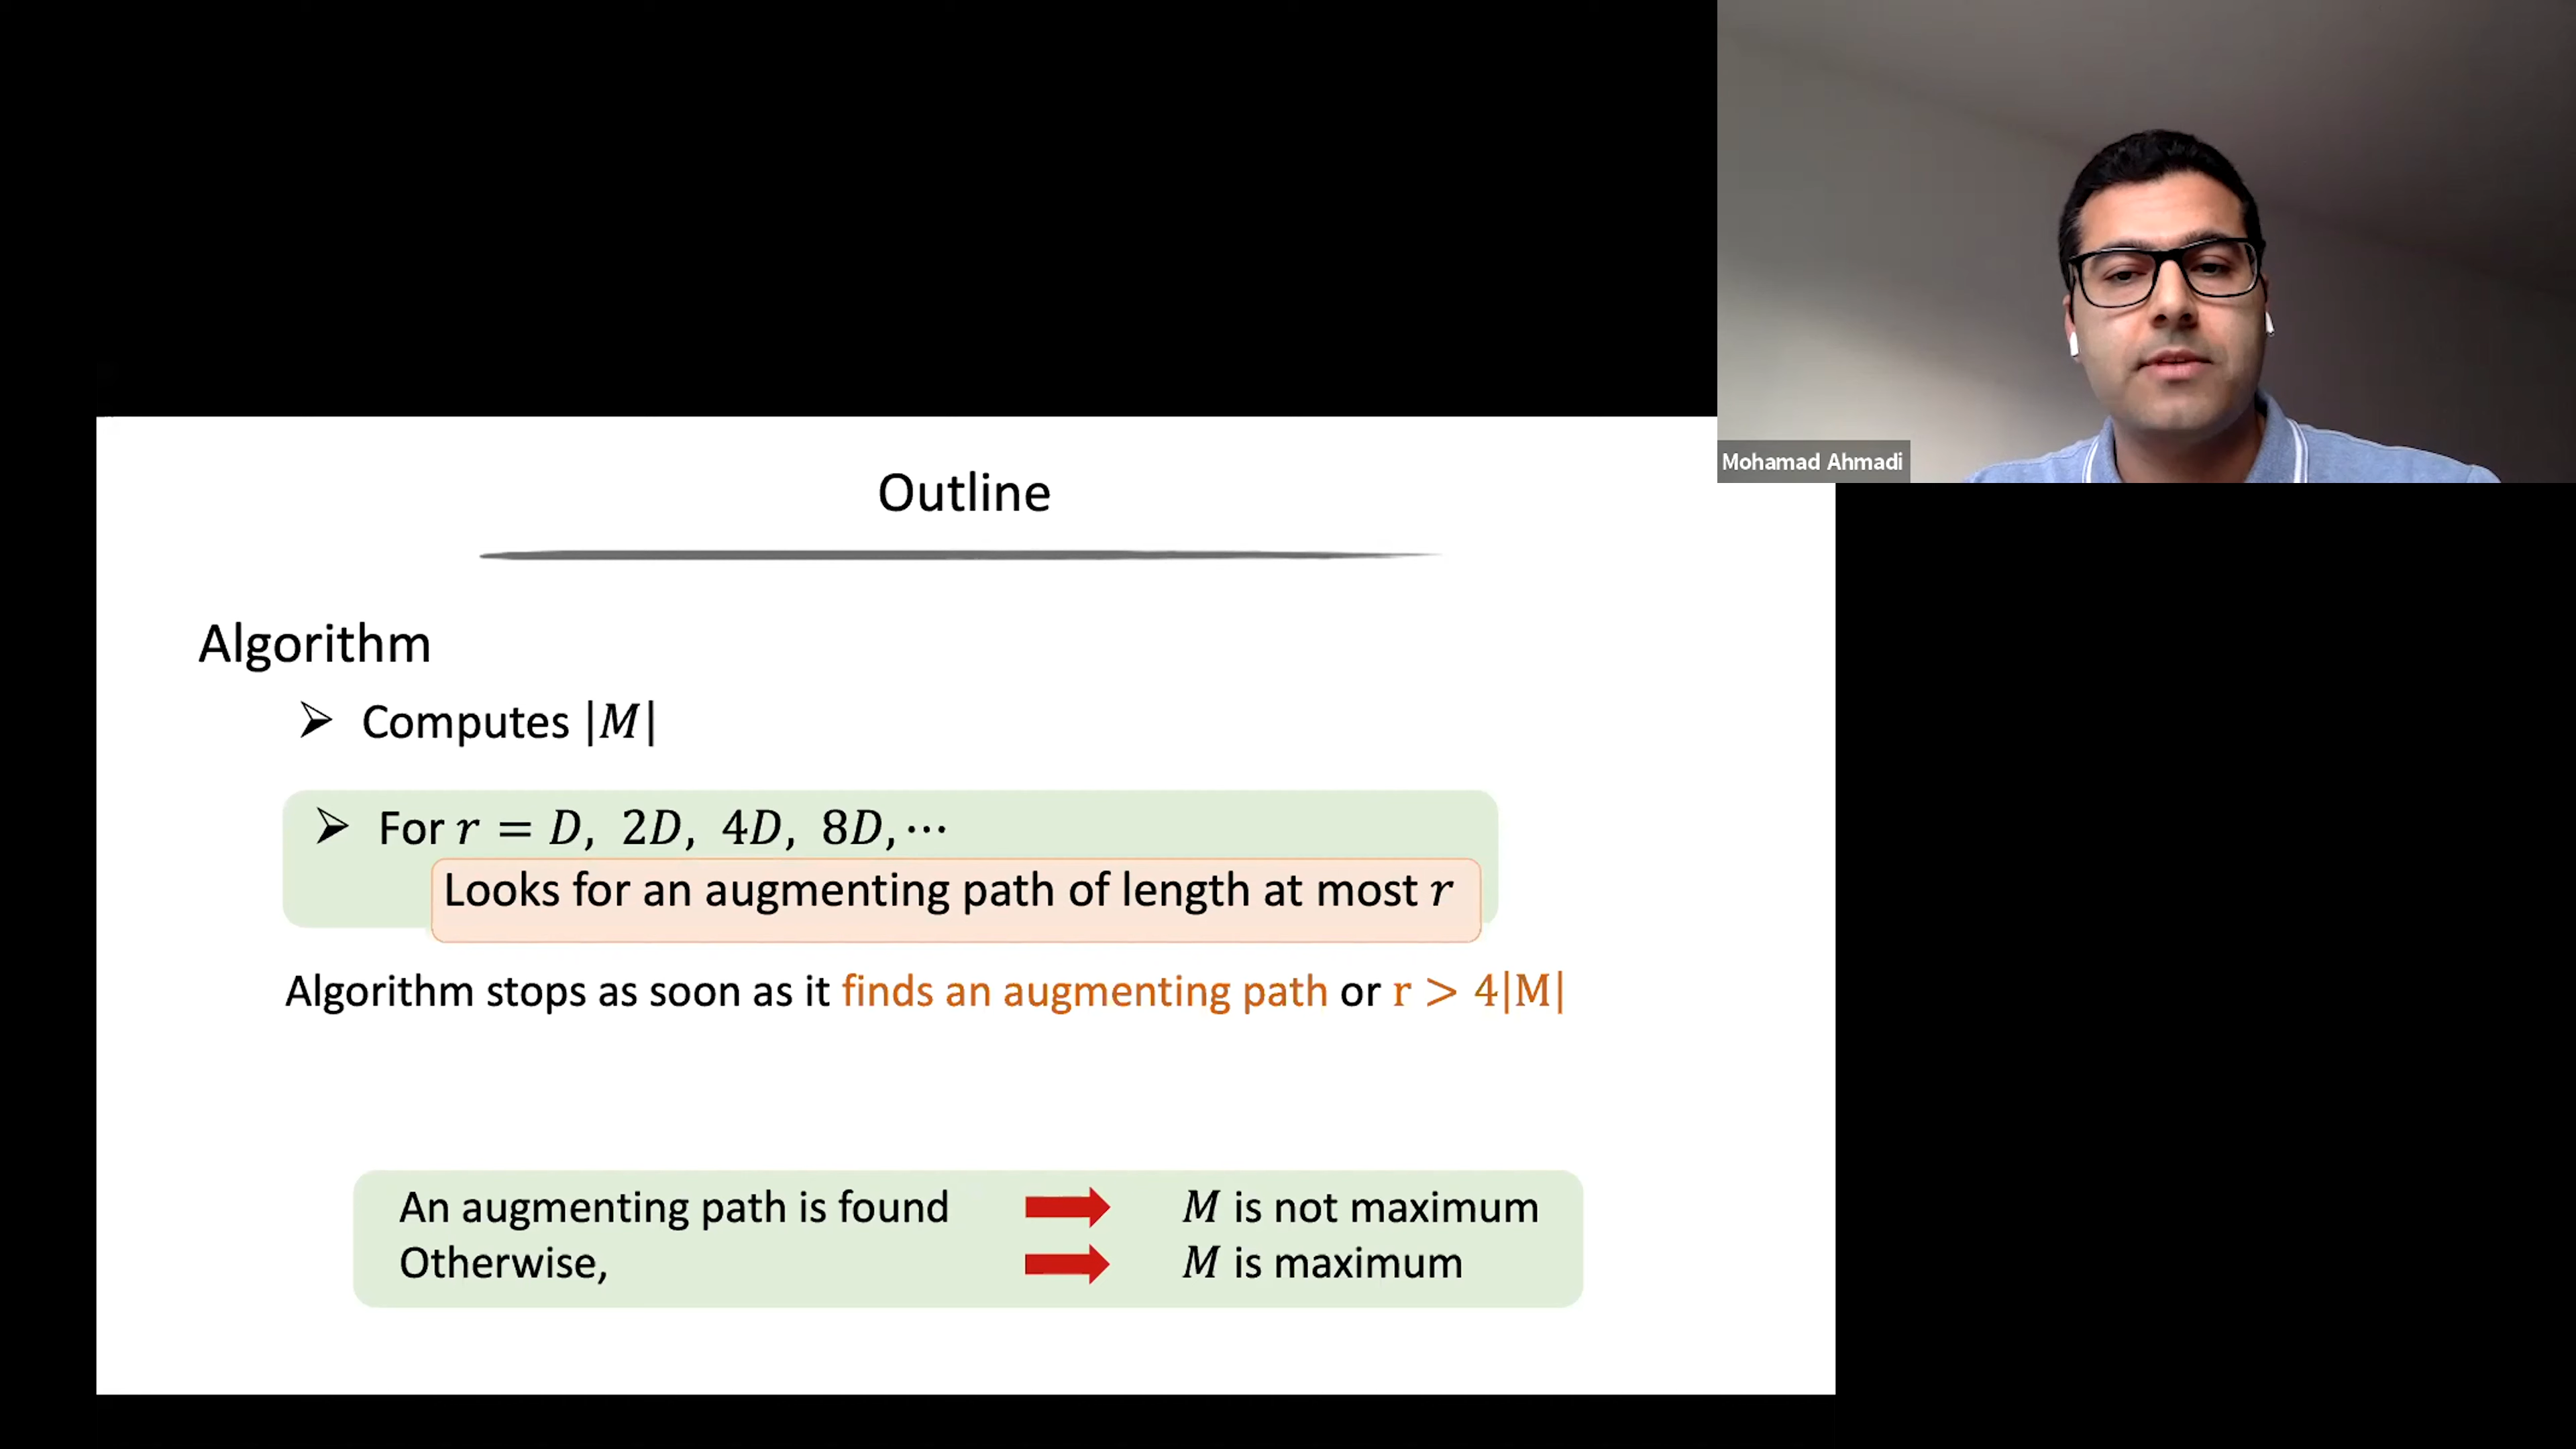 Mohamad Ahmadi
Outline
Algorithm
➢ Computes |M|
➢ For r = D, 2D, 4D, 8D, ⋯
Looks for an augmenting path of length at most r
Algorithm stops as soon as it finds an augmenting path or r > 4|M|
An augmenting path is found ➡ M is not maximum
Otherwise, ➡ M is maximum